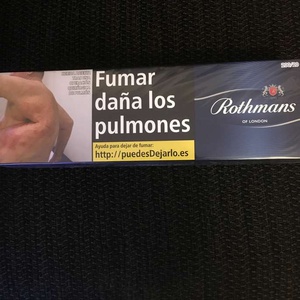 Fumar
daña los
pulmones
Ayuda para dejar de fumar:
http://puedesDejarlo.es
Rothmans
OF LONDON